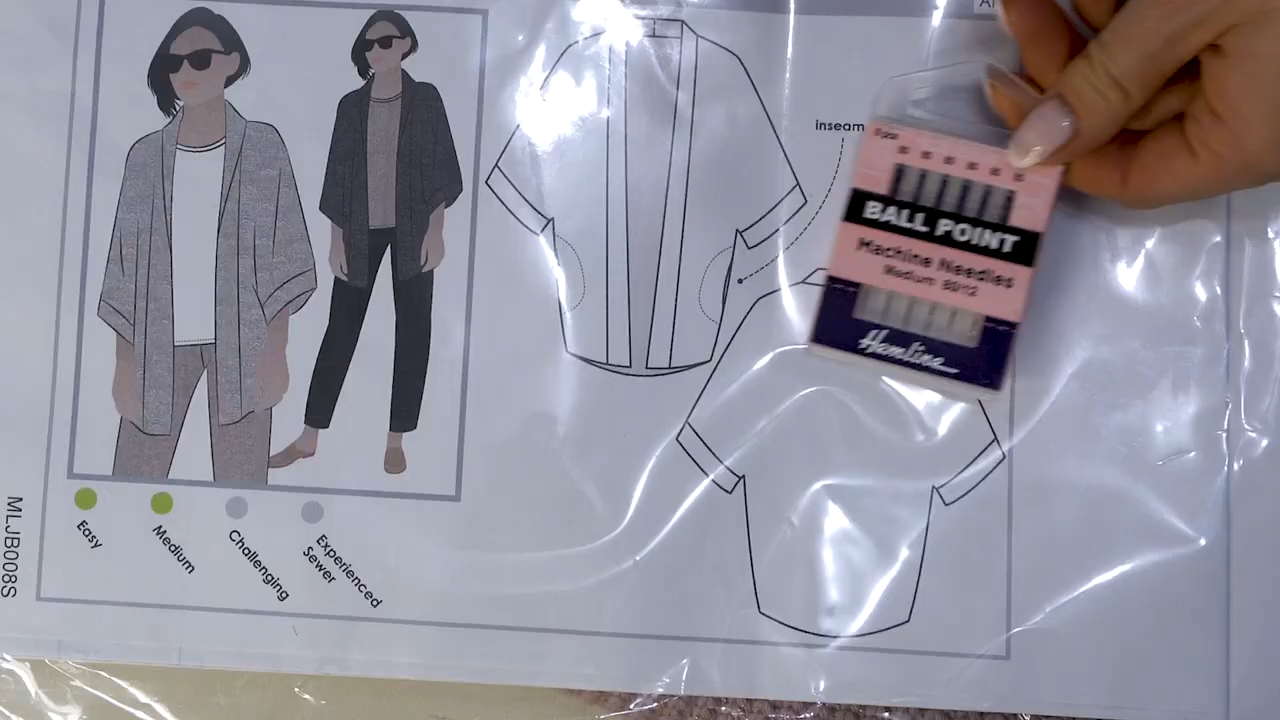 inseam
BALL POINT
Machine Needles
Medium 80/12
Hemline
Easy
Medium
Challenging
Experienced
Sewer
MLJB008S